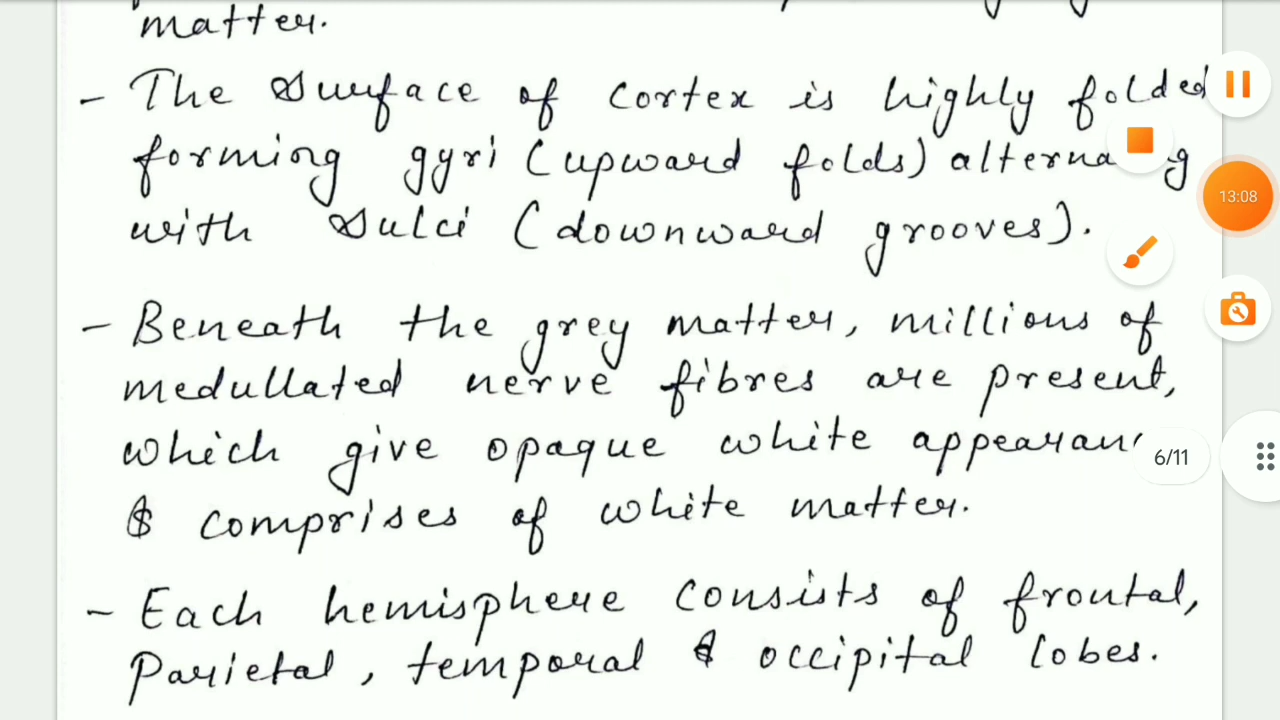 matter.
- The surface of cortex is highly folded
forming gyri (upward folds)
with sulci (downward grooves).
- Beneath the grey matter, millions of
medullated nerve fibres are present,
which give opaque white
& comprises of white matter.
- Each hemisphere consists of frontal,
Parietal, temporal & occipital lobes.
13:08
6/11